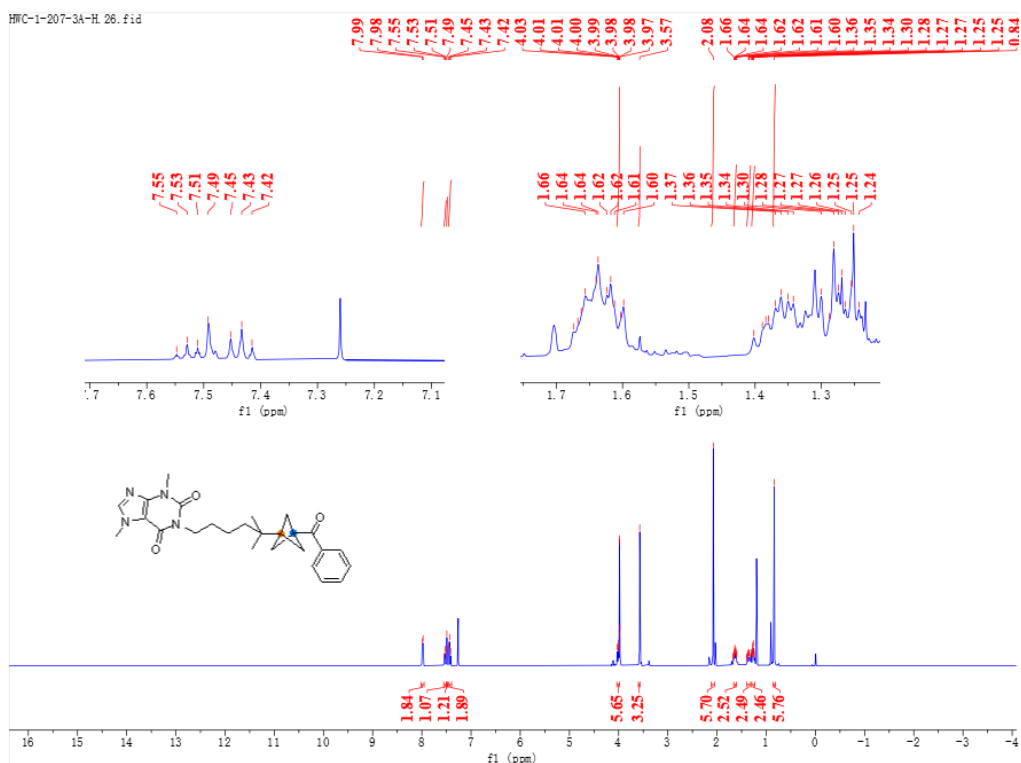 HWC-1-207-3A-H.26.fid
7.99 7.98 7.55 7.53 7.51 7.49 7.45 7.43 7.42 4.03 4.01 4.01 4.00 3.99 3.98 3.98 3.97 3.57 2.08 1.66 1.64 1.64 1.62 1.62 1.61 1.60 1.36 1.35 1.34 1.30 1.28 1.27 1.27 1.25 1.25 0.84
7.55 7.53 7.51 7.49 7.45 7.43 7.42
1.66 1.64 1.64 1.62 1.62 1.61 1.60 1.37 1.36 1.35 1.34 1.30 1.28 1.27 1.27 1.26 1.25 1.25 1.24
7.7 7.6 7.5 7.4 7.3 7.2 7.1
f1 (ppm)
1.7 1.6 1.5 1.4 1.3
f1 (ppm)
N
N
N
O
N
O
N
O
1.84 1.07 1.21 1.89 5.65 3.25 5.70 2.52 2.49 2.46 5.76
16 15 14 13 12 11 10 9 8 7 6 5 4 3 2 1 0 -1 -2 -3 -4
f1 (ppm)